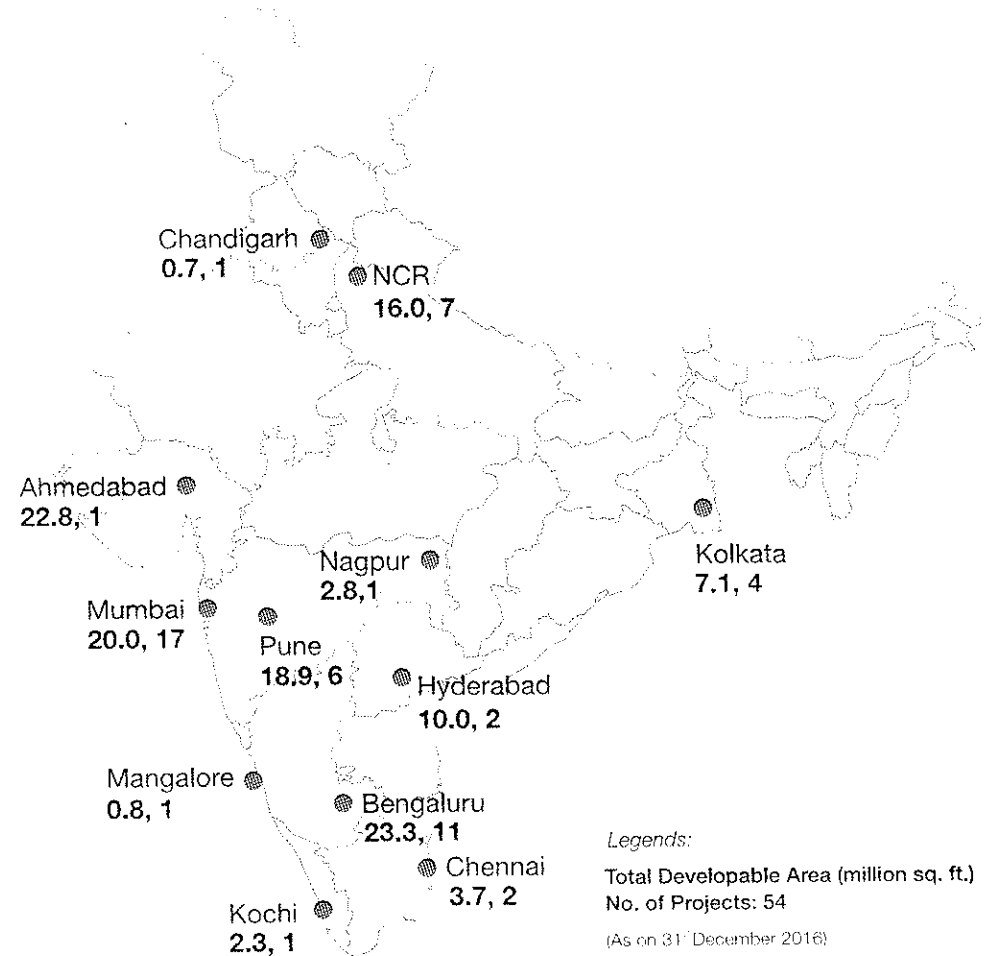 Chandigarh
0.7, 1
NCR
16.0, 7
Ahmedabad
22.8, 1
Nagpur
2.8,1
Kolkata
7.1, 4
Mumbai
20.0, 17
Pune
18.9, 6
Hyderabad
10.0, 2
Mangalore
0.8, 1
Bengaluru
23.3, 11
Chennai
3.7, 2
Kochi
2.3, 1
Legends:
Total Developable Area (million sq. ft.)
No. of Projects: 54
(As on 31 December 2016)